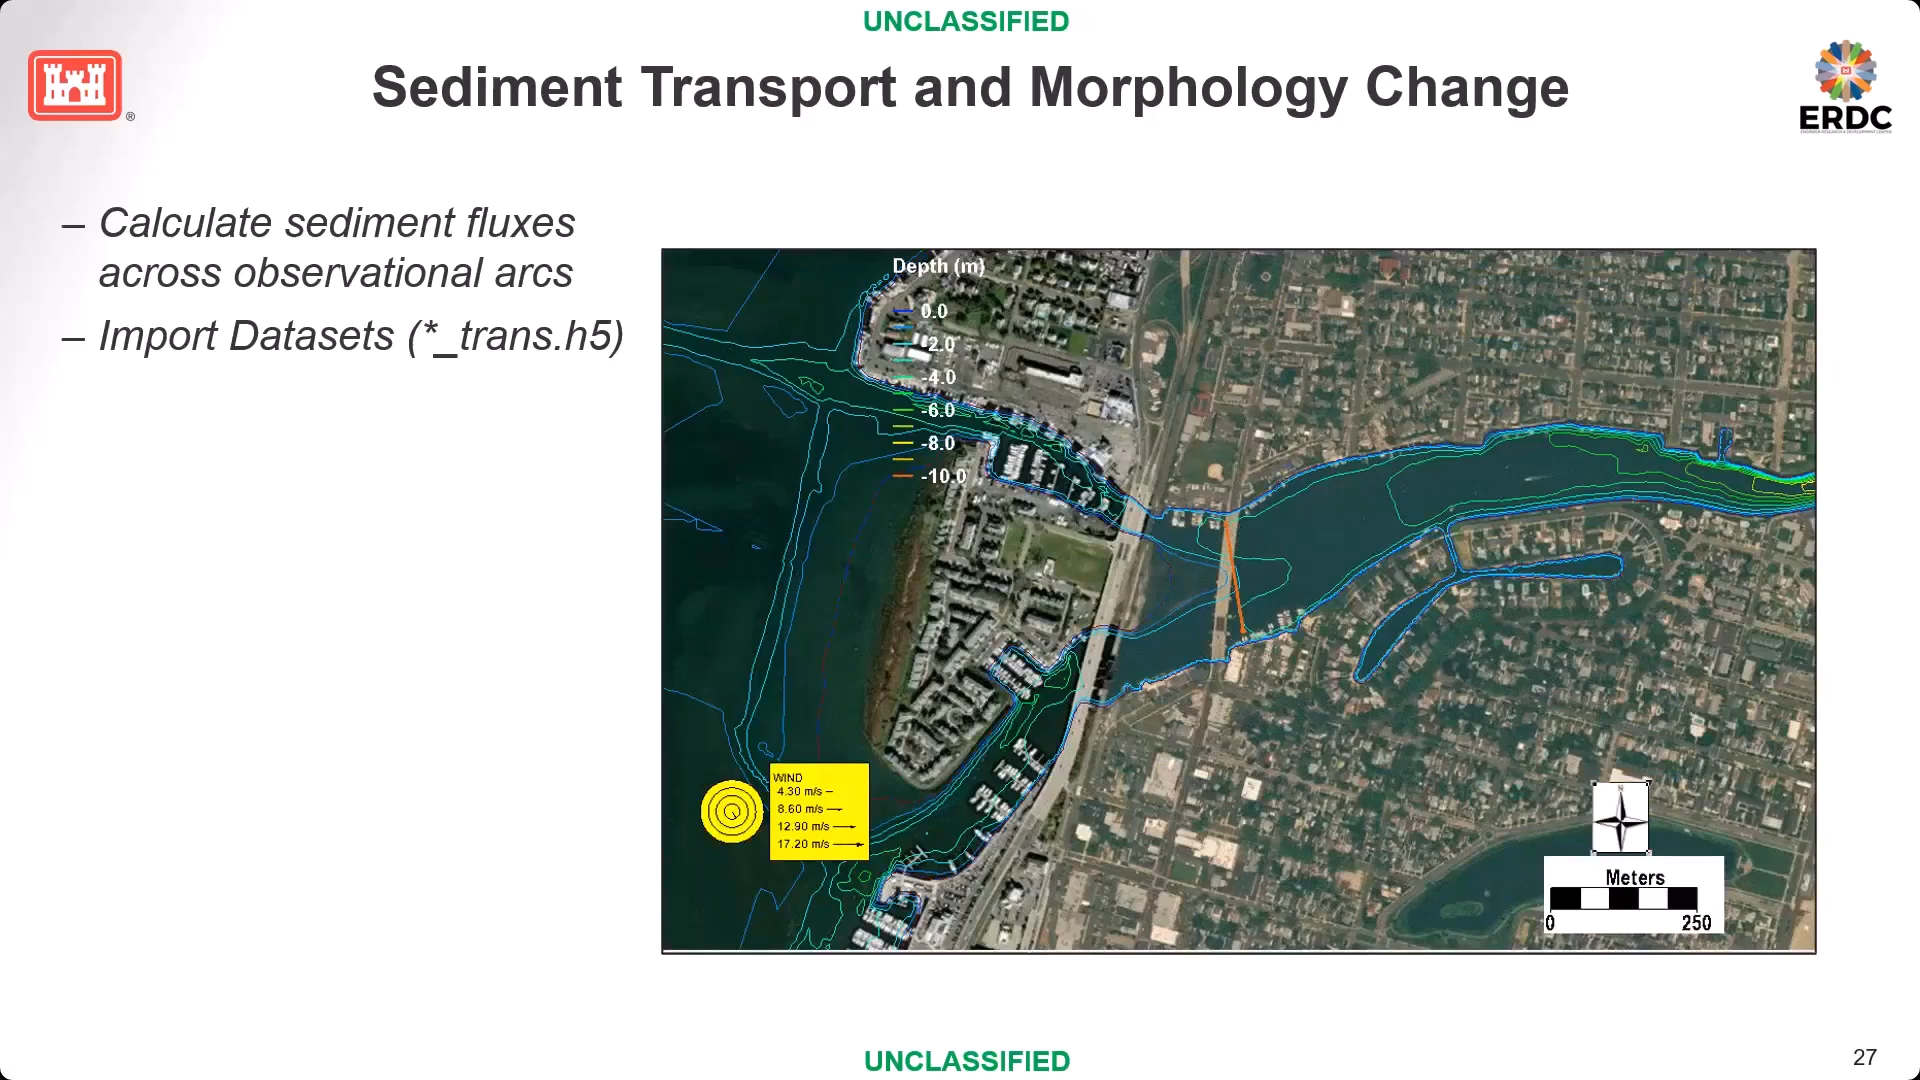 UNCLASSIFIED
Sediment Transport and Morphology Change
®
ERDC
– Calculate sediment fluxes
across observational arcs
– Import Datasets (*_trans.h5)
Depth (m)
0.0
-2.0
-4.0
-6.0
-8.0
-10.0
WIND
4.30 m/s
8.60 m/s
12.90 m/s
17.20 m/s
N
Meters
0 250
UNCLASSIFIED
27